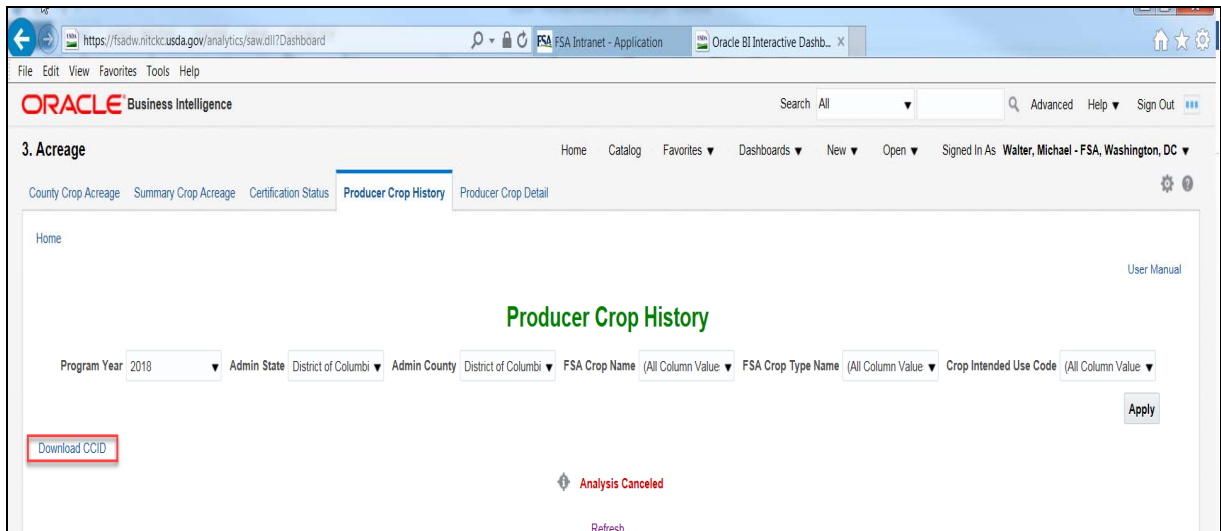 https://fsadw.nitckc.usda.gov/analytics/saw.dll?Dashboard FSA FSA Intranet - Application Oracle BI Interactive Dashb... X
File Edit View Favorites Tools Help
ORACLE Business Intelligence Search All Advanced Help Sign Out
3. Acreage Home Catalog Favorites Dashboards New Open Signed In As Walter, Michael - FSA, Washington, DC
County Crop Acreage Summary Crop Acreage Certification Status Producer Crop History Producer Crop Detail
Home
User Manual
Producer Crop History
Program Year 2018 Admin State District of Columbi Admin County District of Columbi FSA Crop Name (All Column Value FSA Crop Type Name (All Column Value Crop Intended Use Code (All Column Value
Apply
Download CCID
Analysis Canceled
Refresh